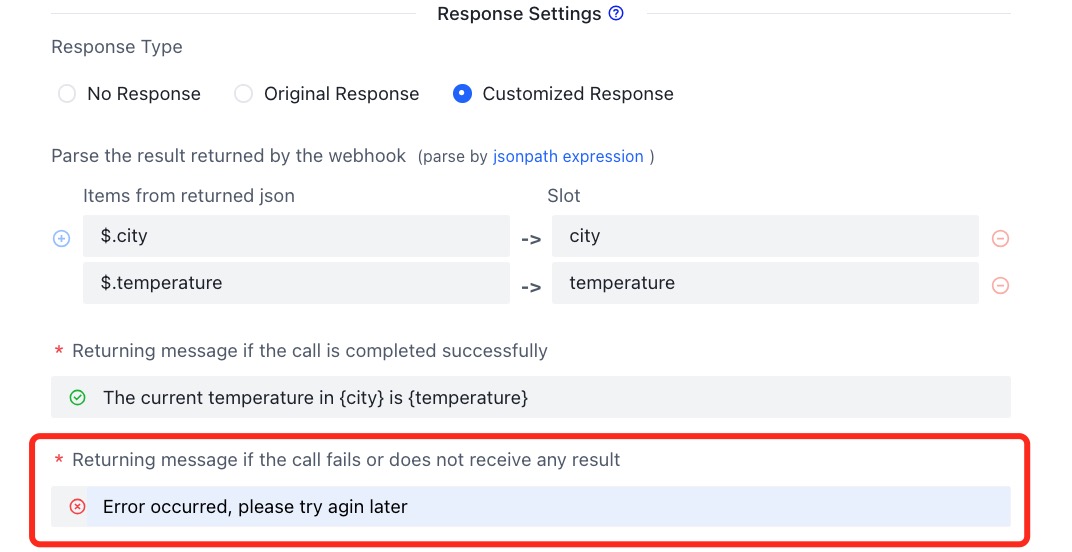 Response Settings
Response Type
No Response Original Response Customized Response
Parse the result returned by the webhook (parse by jsonpath expression )
Items from returned json Slot
$.city -> city
$.temperature -> temperature
* Returning message if the call is completed successfully
The current temperature in {city} is {temperature}
* Returning message if the call fails or does not receive any result
Error occurred, please try agin later